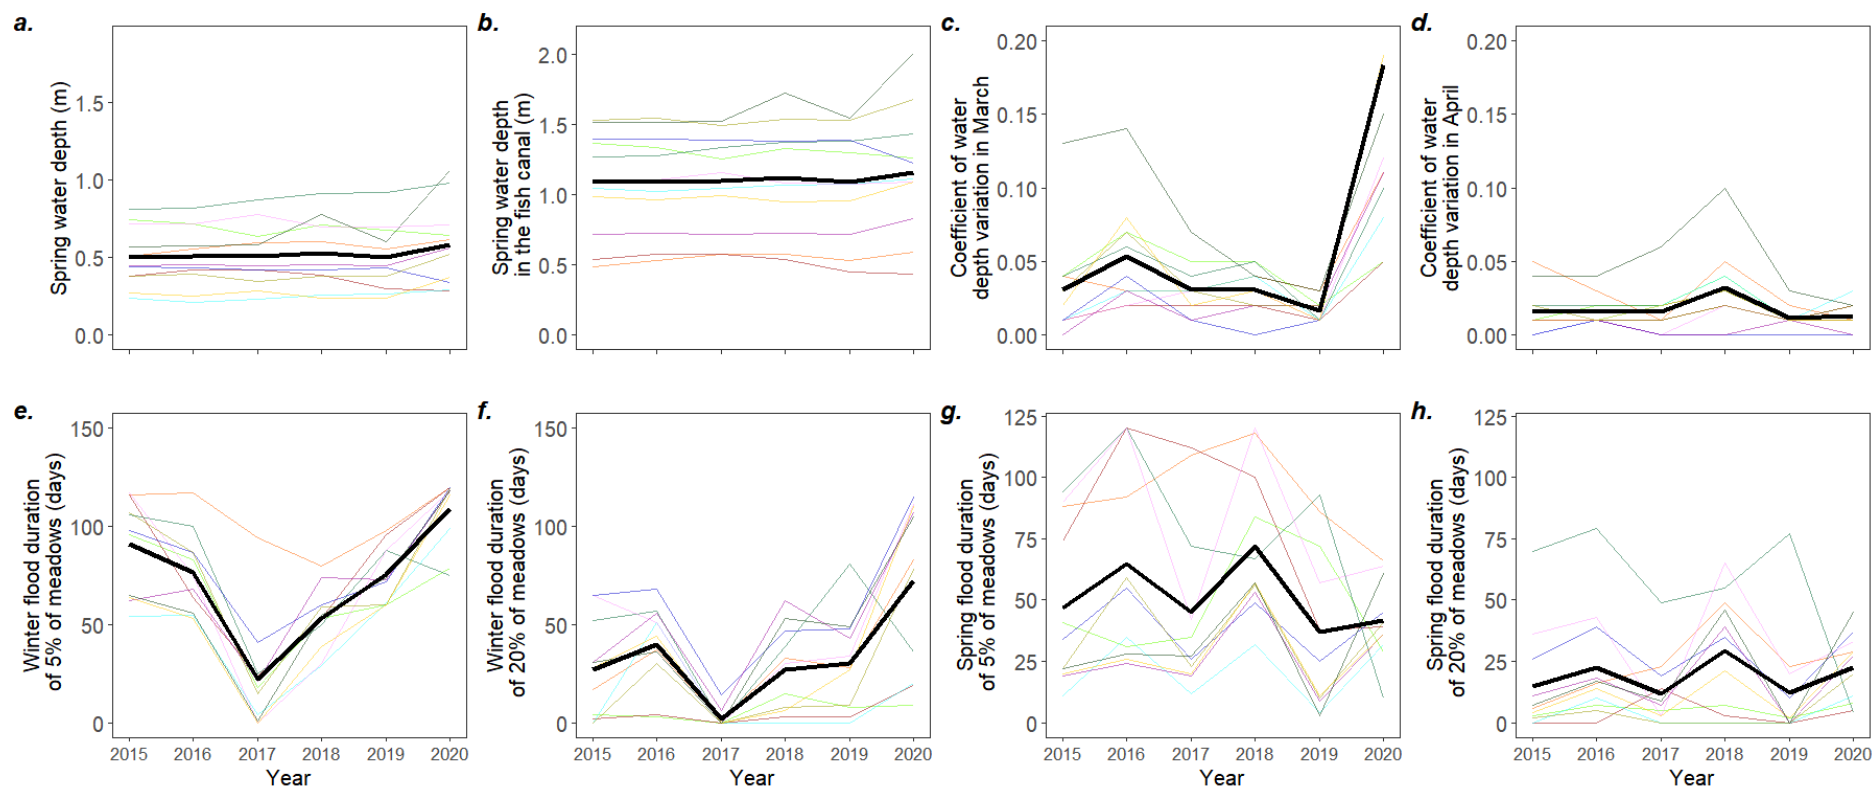 a.
Spring water depth (m)
1.5
1.0
0.5
0.0
b.
Spring water depth
in the fish canal (m)
2.0
1.5
1.0
0.5
0.0
c.
Coefficient of water
depth variation in March
0.20
0.15
0.10
0.05
0.00
d.
Coefficient of water
depth variation in April
0.20
0.15
0.10
0.05
0.00
e.
Winter flood duration
of 5% of meadows (days)
150
100
50
0
2015 2016 2017 2018 2019 2020
Year
f.
Winter flood duration
of 20% of meadows (days)
150
100
50
0
2015 2016 2017 2018 2019 2020
Year
g.
Spring flood duration
of 5% of meadows (days)
125
100
75
50
25
0
2015 2016 2017 2018 2019 2020
Year
h.
Spring flood duration
of 20% of meadows (days)
125
100
75
50
25
0
2015 2016 2017 2018 2019 2020
Year